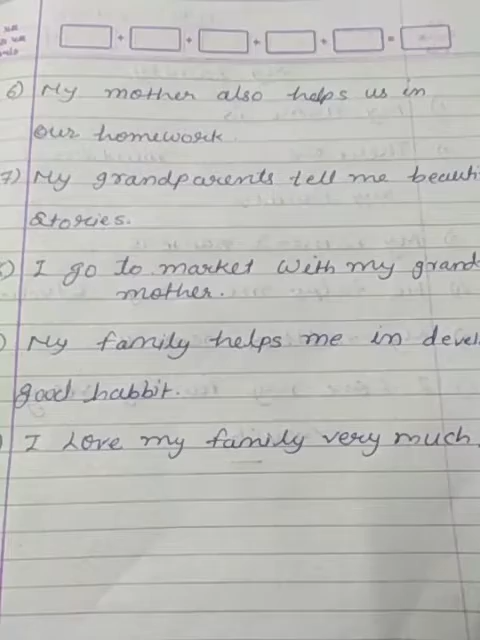 6) My mother also helps us in
our homework.
7) My grandparents tell me beauti
stories.
) I go to market with my grand
mother.
) My family helps me in devel
good habbit.
) I Love my family very much.